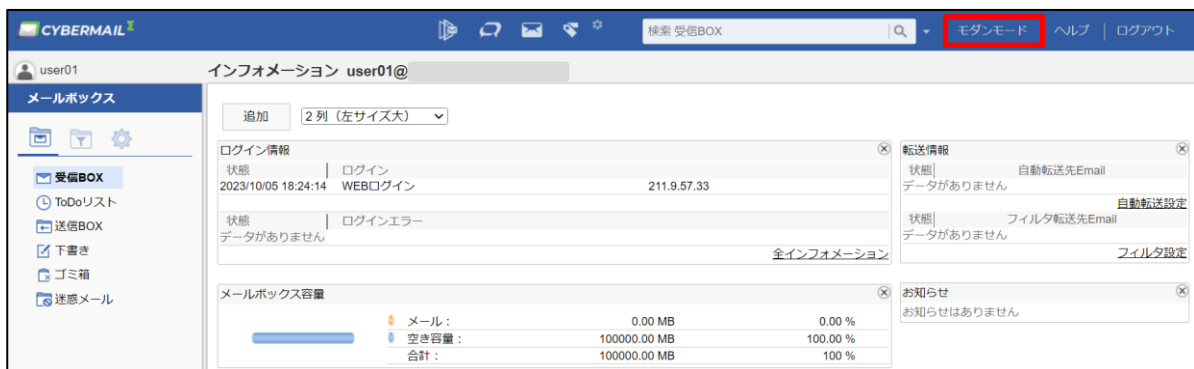 CYBERMAILΣ
検索 受信BOX
モダンモード
ヘルプ | ログアウト
user01
インフォメーション user01@
メールボックス
追加
2 列（左サイズ大）
受信BOX
ToDoリスト
送信BOX
下書き
ゴミ箱
迷惑メール
ログイン情報
状態 ログイン
2023/10/05 18:24:14 WEBログイン 211.9.57.33
状態 ログインエラー
データがありません
全インフォメーション
転送情報
状態 自動転送先Email
データがありません
自動転送設定
状態 フィルタ転送先Email
データがありません
フィルタ設定
メールボックス容量
メール： 0.00 MB 0.00 %
空き容量： 100000.00 MB 100.00 %
合計： 100000.00 MB 100 %
お知らせ
お知らせはありません